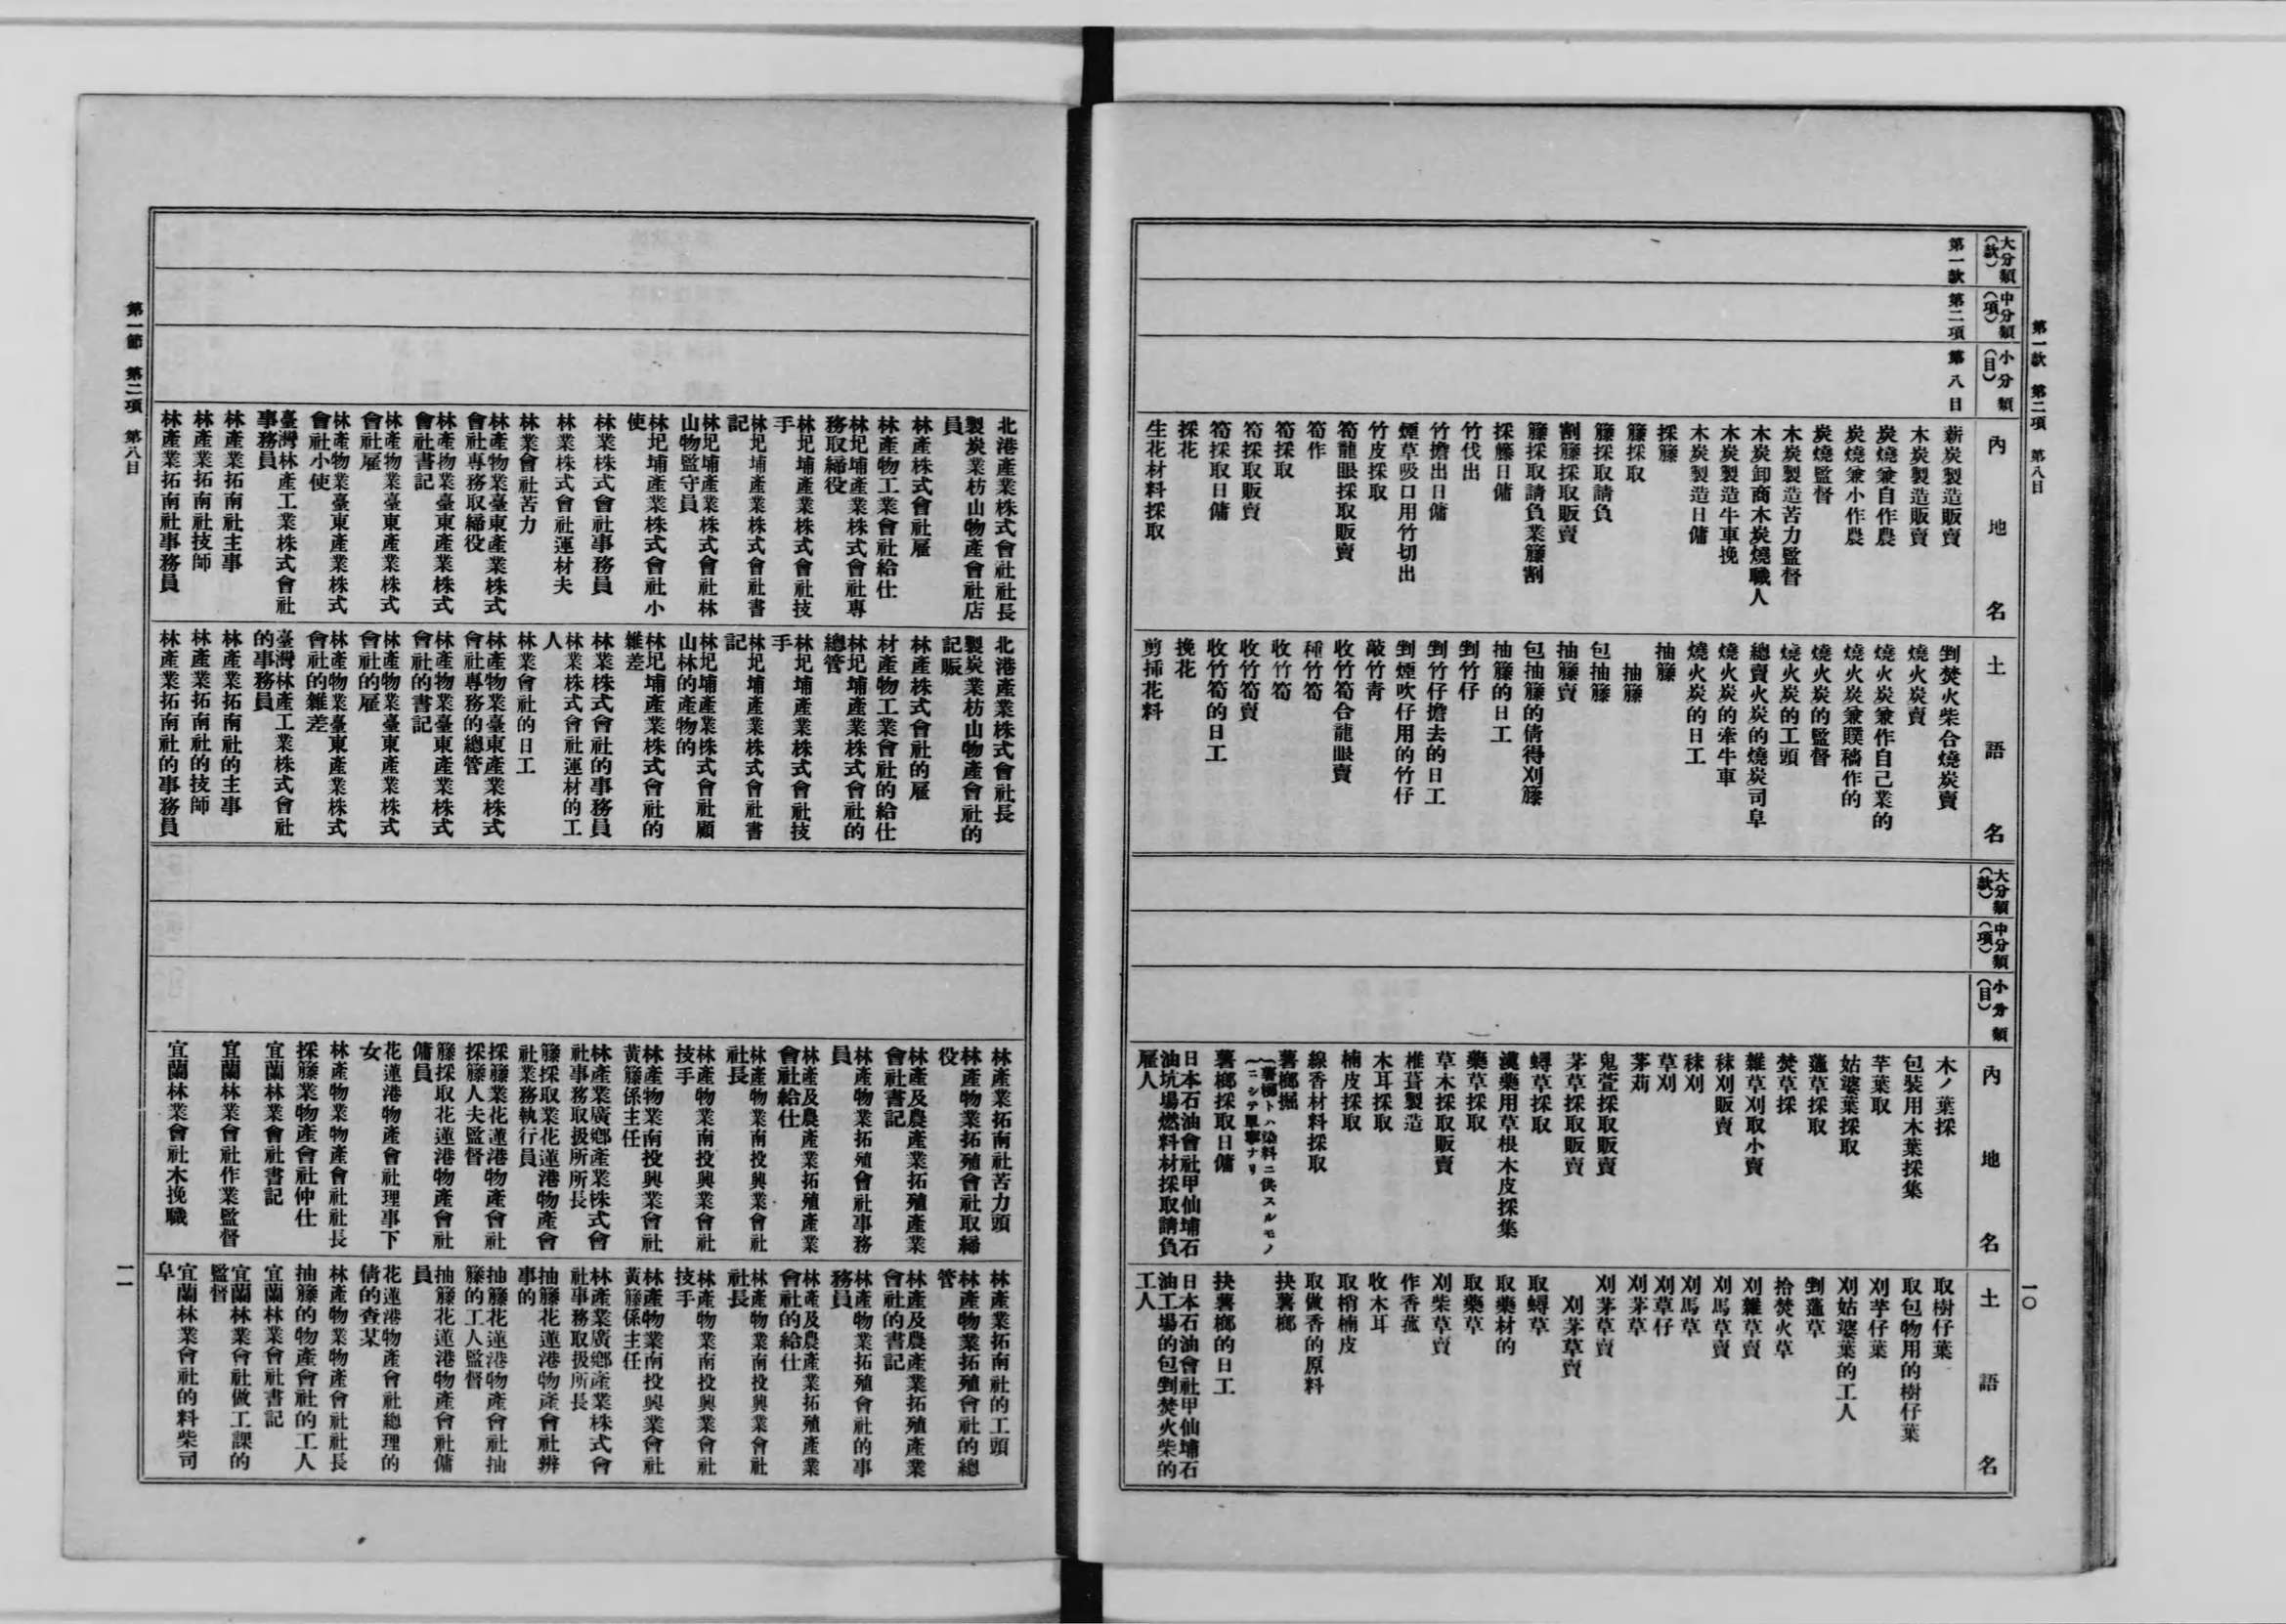 第一款 第二項 第八目
一〇
大分類(款)
中分類(項)
小分類(目)
內地名
土語名
第一款
第二項
第八目
薪炭製造販賣
木炭製造販賣
炭燒兼自作農
炭燒兼小作農
炭燒監督
木炭製造苦力監督
木炭卸商木炭燒職人
木炭製造牛車挽
木炭製造日傭
採籐
籐採取
籐採取請負
割籐採取販賣
籐採取請負業籐割
採籐日傭
竹伐出
竹擔出日傭
煙草吸口用竹切出
竹皮採取
筍龍眼採取販賣
筍作
筍採取
筍採取販賣
筍採取日傭
採花
生花材料採取
剉焚火柴合燒炭賣
燒火炭賣
燒火炭兼作自己業的
燒火炭兼贌穡作的
燒火炭的監督
燒火炭的工頭
總賣火炭的燒炭司阜
燒火炭的牽牛車
燒火炭的日工
抽籐
抽籐
包抽籐
抽籐賣
包抽籐的倩得刈籐
抽籐的日工
剉竹仔
剉竹仔擔去的日工
剉煙吹仔用的竹仔
敲竹青
收竹筍合龍眼賣
種竹筍
收竹筍
收竹筍賣
收竹筍的日工
挽花
剪揷花料
大分類(款)
中分類(項)
小分類(目)
內地名
土語名
木ノ葉採
包裝用木葉採集
芋葉取
姑婆葉採取
薀草採取
焚草採
雜草刈取小賣
秣刈販賣
秣刈
草刈
茅苅
鬼萱採取販賣
茅草採取販賣
蟳草採取
漢藥用草根木皮採集
藥草採取
草木採取販賣
椎茸製造
木耳採取
楠皮採取
線香材料採取
薯榔掘
(薯榔トハ染料ニ供スルモノ
ニシテ單寧ナリ
薯榔採取日傭
日本石油會社甲仙埔石
油坑場燃料材採取請負
雇人
取樹仔葉
取包物用的樹仔葉
刈芋仔葉
刈姑婆葉的工人
剉薀草
拾焚火草
刈雜草賣
刈馬草賣
刈馬草
刈草仔
刈茅草
刈茅草賣
刈茅草賣
取蟳草
取藥材的
取藥草
刈柴草賣
作香菰
收木耳
取梢楠皮
取做香的原料
抉薯榔
抉薯榔的日工
日本石油會社甲仙埔石
油工場的包剉焚火柴的
工人
北港產業株式會社社長
製炭業枋山物產會社店
員
林產株式會社雇
林產物工業會社給仕
林圯埔產業株式會社專
務取締役
林圯埔產業株式會社技
手
林圯埔產業株式會社書
記
林圯埔產業株式會社林
山物監守員
林圯埔產業株式會社小
使
林業株式會社事務員
林業株式會社運材夫
林業會社苦力
林產物業臺東產業株式
會社專務取締役
林產物業臺東產業株式
會社書記
林產物業臺東產業株式
會社雇
林產物業臺東產業株式
會社小使
臺灣林產工業株式會社
事務員
林產業拓南社主事
林產業拓南社技師
林產業拓南社事務員
北港產業株式會社長
製炭業枋山物產會社的
記賬
林產株式會社的雇
材產物工業會社的給仕
林圯埔產業株式會社的
總管
林圯埔產業株式會社技
手
林圯埔產業株式會社書
記
林圯埔產業株式會社顧
山林的產物的
林圯埔產業株式會社的
雜差
林業株式會社的事務員
林業株式會社運材的工
人
林業會社的日工
林產物業臺東產業株式
會社專務的總管
林產物業臺東產業株式
會社的書記
林產物業臺東產業株式
會社的雇
林產物業臺東產業株式
會社的雜差
臺灣林產工業株式會社
的事務員
林產業拓南社的主事
林產業拓南社的技師
林產業拓南社的事務員
林產業拓南社苦力頭
林產物業拓殖會社取締
役
林產及農產業拓殖產業
會社書記
林產物業拓殖會社事務
員
林產及農產業拓殖產業
會社給仕
林產物業南投興業會社
社長
林產物業南投興業會社
技手
林產物業南投興業會社
黃籐係主任
林產業廣鄉產業株式會
社事務取扱所所長
籐採取業花蓮港物產會
社業務執行員
採籐業花蓮港物產會社
採籐人夫監督
籐採取花蓮港物產會社
傭員
花蓮港物產會社理事下
女
林產物業物產會社社長
採籐業物產會社仲仕
宜蘭林業會社書記
宜蘭林業會社作業監督
宜蘭林業會社木挽職
林產業拓南社的工頭
林產物業拓殖會社的總
管
林產及農產業拓殖產業
會社的書記
林產物業拓殖會社的事
務員
林產及農產業拓殖產業
會社的給仕
林產物業南投興業會社
社長
林產物業南投興業會社
技手
林產物業南投興業會社
黃籐係主任
林產業廣鄉產業株式會
社事務取扱所長
抽籐花蓮港物產會社辨
事的
抽籐花蓮港物產會社抽
籐的工人監督
抽籐花蓮港物產會社傭
員
花蓮港物產會社總理的
倩的查某
林產物業物產會社社長
抽籐的物產會社的工人
宜蘭林業會社書記
宜蘭林業會社做工課的
監督
宜蘭林業會社的料柴司
阜
第一節 第二項 第八目
一一